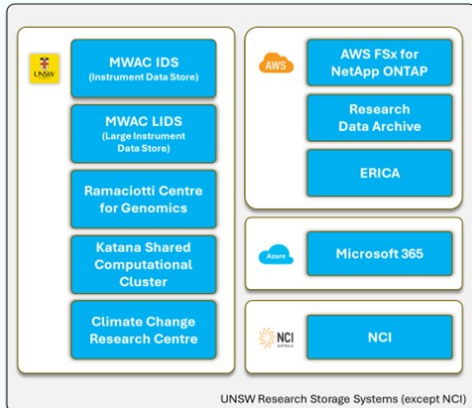 UNSW
MWAC IDS
(Instrument Data Store)
MWAC LIDS
(Large Instrument
Data Store)
Ramaciotti Centre
for Genomics
Katana Shared
Computational
Cluster
Climate Change
Research Centre
AWS
AWS FSx for
NetApp ONTAP
Research
Data Archive
ERICA
Azure
Microsoft 365
NCI
NCI
UNSW Research Storage Systems (except NCI)